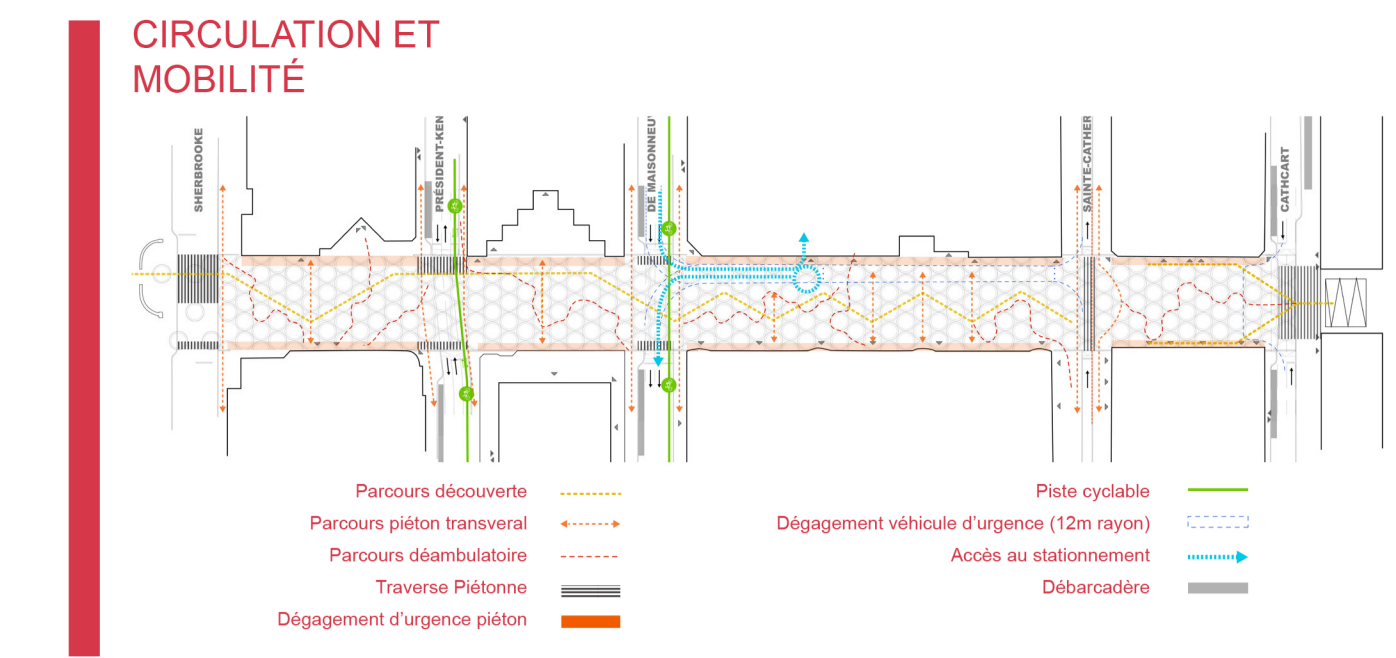 CIRCULATION ET
MOBILITÉ
SHERBROOKE
PRÉSIDENT-KEN
DE MAISONNEU
SAINTE-CATHER
CATHCART
Parcours découverte
Parcours piéton transveral
Parcours déambulatoire
Traverse Piétonne
Dégagement d'urgence piéton
Piste cyclable
Dégagement véhicule d'urgence (12m rayon)
Accès au stationnement
Débarcadère